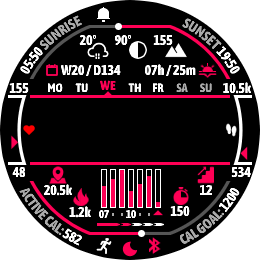 05:50 SUNRISE
SUNSET 19:50
20° 90° 155
W20 / D134 07h / 25m
MO TU WE TH FR SA SU
155 10.5k
48 534
20.5k 12
1.2k 150
07 10
ACTIVE CAL: 582
CAL GOAL: 1200